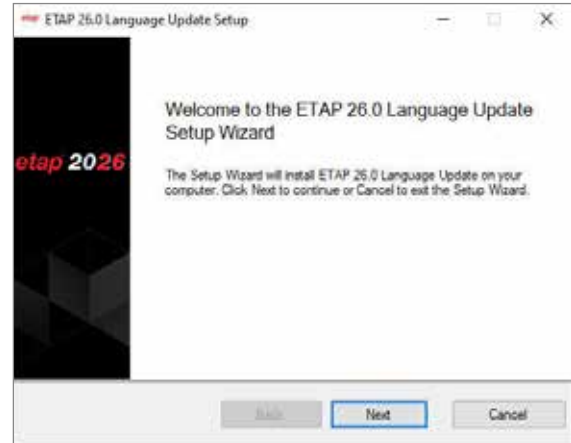 ETAP 26.0 Language Update Setup
Welcome to the ETAP 26.0 Language Update
Setup Wizard
etap 2026
The Setup Wizard will install ETAP 26.0 Language Update on your
computer. Click Next to continue or Cancel to exit the Setup Wizard.
Back
Next
Cancel